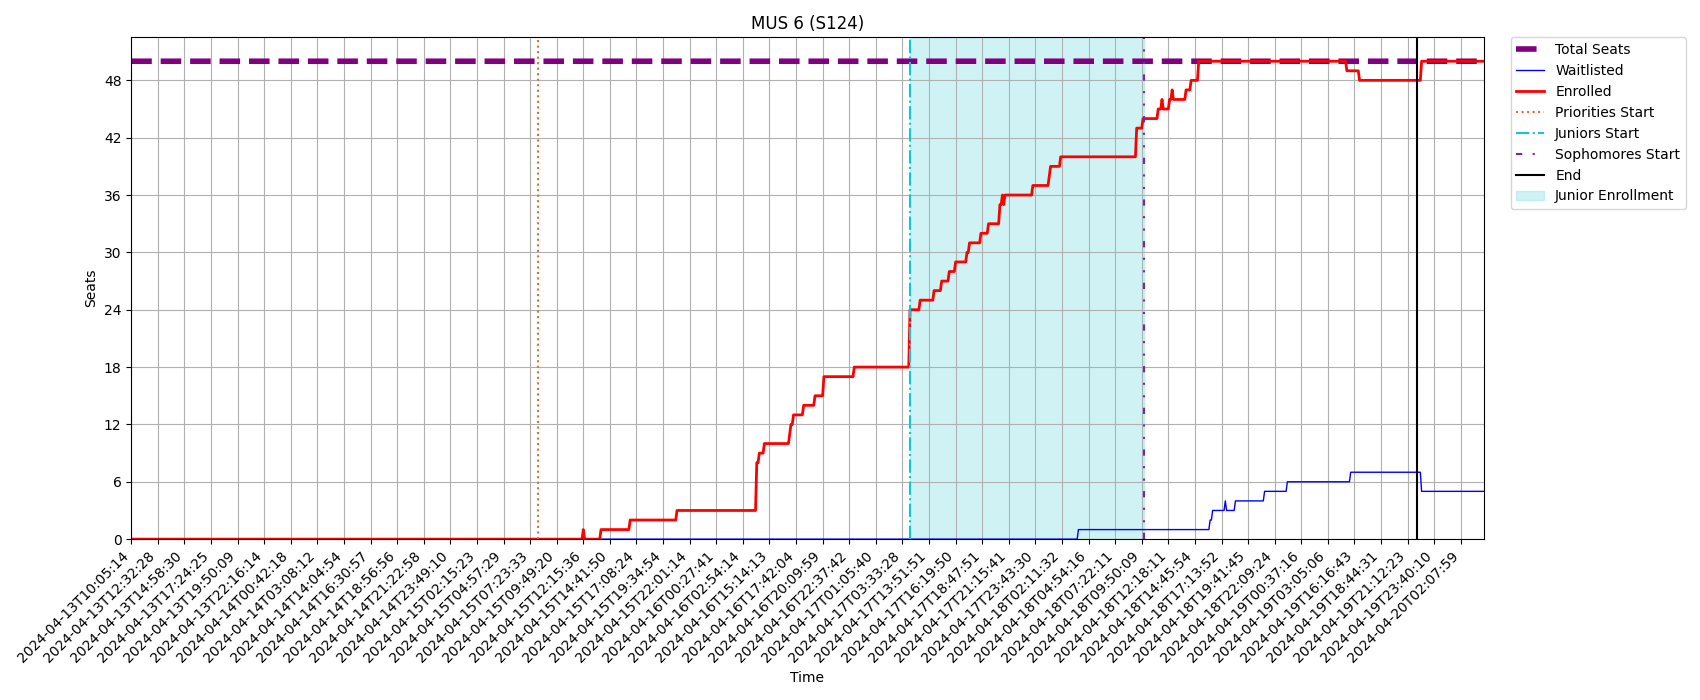 MUS 6 (S124)
Total Seats
Waitlisted
Enrolled
Priorities Start
Juniors Start
Sophomores Start
End
Junior Enrollment
Seats
48
42
36
30
24
18
12
6
0
2024-04-13T10:05:14
2024-04-13T12:32:28
2024-04-13T14:58:30
2024-04-13T17:24:25
2024-04-13T19:50:09
2024-04-13T22:16:14
2024-04-14T00:42:18
2024-04-14T03:08:12
2024-04-14T14:04:54
2024-04-14T16:30:57
2024-04-14T18:56:56
2024-04-14T21:22:58
2024-04-14T23:49:10
2024-04-15T02:15:23
2024-04-15T04:57:29
2024-04-15T07:23:33
2024-04-15T09:49:20
2024-04-15T12:15:36
2024-04-15T14:41:50
2024-04-15T17:08:24
2024-04-15T19:34:54
2024-04-15T22:01:14
2024-04-16T00:27:41
2024-04-16T02:54:14
2024-04-16T15:14:13
2024-04-16T17:42:04
2024-04-16T20:09:59
2024-04-16T22:37:42
2024-04-17T01:05:40
2024-04-17T03:33:28
2024-04-17T13:51:51
2024-04-17T16:19:50
2024-04-17T18:47:51
2024-04-17T21:15:41
2024-04-17T23:43:30
2024-04-18T02:11:32
2024-04-18T04:54:16
2024-04-18T07:22:11
2024-04-18T09:50:09
2024-04-18T12:18:11
2024-04-18T14:45:54
2024-04-18T17:13:52
2024-04-18T19:41:45
2024-04-18T22:09:24
2024-04-19T00:37:16
2024-04-19T03:05:06
2024-04-19T16:16:43
2024-04-19T18:44:31
2024-04-19T21:12:23
2024-04-19T23:40:10
2024-04-20T02:07:59
Time